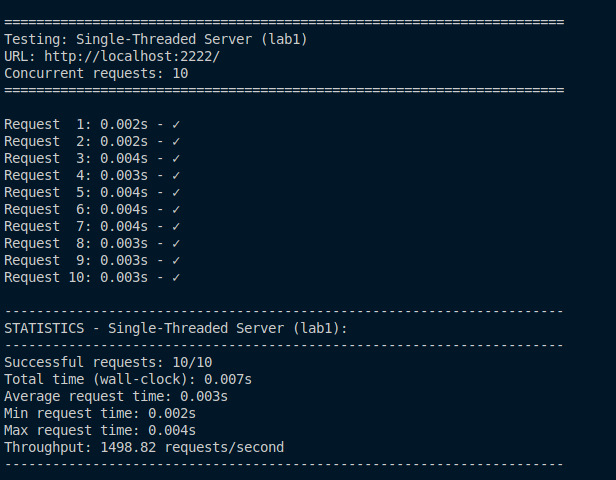 ======================================================================
Testing: Single-Threaded Server (lab1)
URL: http://localhost:2222/
Concurrent requests: 10
======================================================================
Request  1: 0.002s - ✓
Request  2: 0.002s - ✓
Request  3: 0.004s - ✓
Request  4: 0.003s - ✓
Request  5: 0.004s - ✓
Request  6: 0.004s - ✓
Request  7: 0.004s - ✓
Request  8: 0.003s - ✓
Request  9: 0.003s - ✓
Request 10: 0.003s - ✓
----------------------------------------------------------------------
STATISTICS - Single-Threaded Server (lab1):
----------------------------------------------------------------------
Successful requests: 10/10
Total time (wall-clock): 0.007s
Average request time: 0.003s
Min request time: 0.002s
Max request time: 0.004s
Throughput: 1498.82 requests/second
----------------------------------------------------------------------